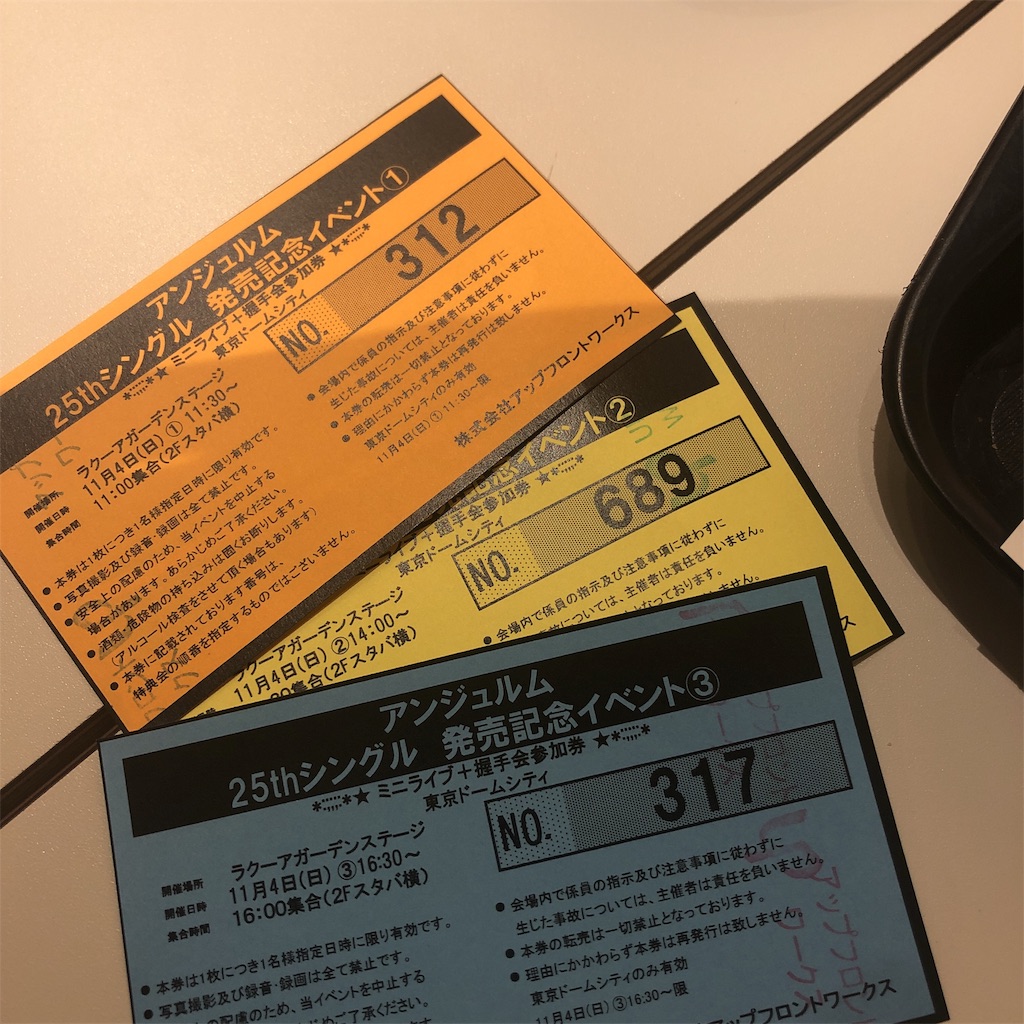 アンジュルム
25thシングル 発売記念イベント①
*･:;;:･*★ ミニライブ+握手会参加券 ★*･:;;:･*
東京ドームシティ
NO. 312
開催場所 ラクーアガーデンステージ
開催日時 11月4日(日) ①11:30~
集合時間 11:00集合(2Fスタバ横)
● 本券は1枚につき1名様指定日時に限り有効です。
● 写真撮影及び録音・録画は全て禁止です。
● 安全上の配慮のため、当イベントを中止する
場合があります。あらかじめご了承ください。
● 酒類・危険物の持ち込みは固くお断りします。
(アルコール検査をさせて頂く場合もあります)
● 本券に記載されております番号は、
特典会の順番を指定するものではございません。
● 会場内で係員の指示及び注意事項に従わずに
生じた事故については、主催者は責任を負いません。
● 本券の転売は一切禁止となっております。
● 理由にかかわらず本券は再発行は致しません。
東京ドームシティのみ有効
11月4日(日)①11:30~限
株式会社アップフロントワークス
念イベント②
ライブ+握手会参加券 ★*･:;;:･*
東京ドームシティ
NO. 689
ラクーアガーデンステージ
11月4日(日) ②14:00~
集合(2Fスタバ横)
● 会場内で係員の指示及び注意事項に従わずに
事故については、主催者は責任を負いません。
なっております。
アンジュルム
25thシングル 発売記念イベント③
*･:;;:･*★ ミニライブ+握手会参加券 ★*･:;;:･*
東京ドームシティ
NO. 317
開催場所 ラクーアガーデンステージ
開催日時 11月4日(日) ③16:30~
集合時間 16:00集合(2Fスタバ横)
● 本券は1枚につき1名様指定日時に限り有効です。
● 写真撮影及び録音・録画は全て禁止です。
の配慮のため、当イベントを中止する
じめご了承ください。
● 会場内で係員の指示及び注意事項に従わずに
生じた事故については、主催者は責任を負いません。
● 本券の転売は一切禁止となっております。
● 理由にかかわらず本券は再発行は致しません。
東京ドームシティのみ有効
11月4日(日)③16:30~限
アップフロントワークス